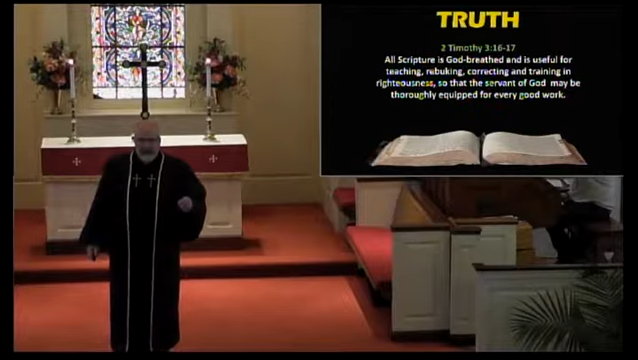 TRUTH
2 Timothy 3:16-17
All Scripture is God-breathed and is useful for
teaching, rebuking, correcting and training in
righteousness, so that the servant of God may be
thoroughly equipped for every good work.